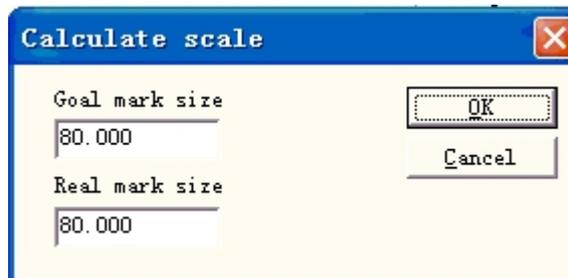 Calculate scale
Goal mark size
80.000
OK
Cancel
Real mark size
80.000